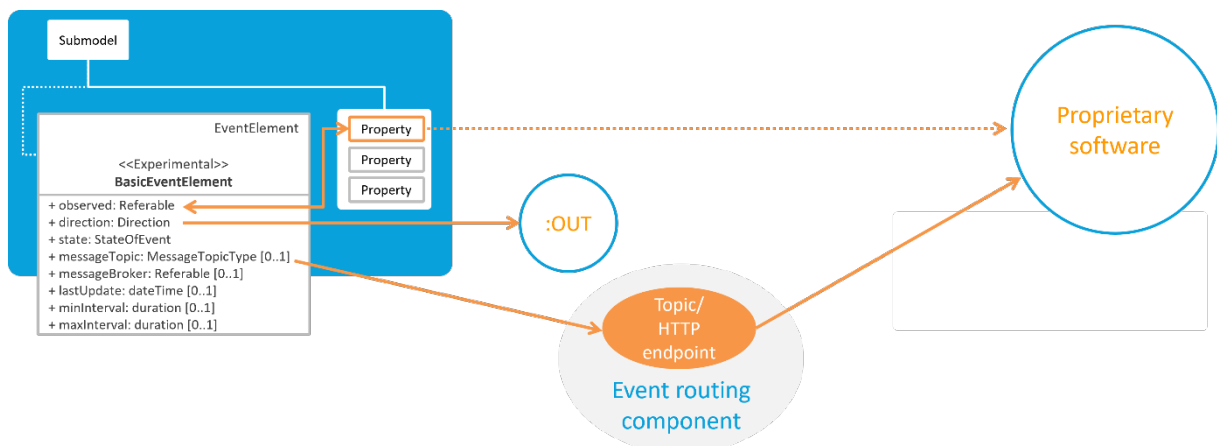 Submodel
EventElement
<<Experimental>>
BasicEventElement
+ observed: Referable
+ direction: Direction
+ state: StateOfEvent
+ messageTopic: MessageTopicType [0..1]
+ messageBroker: Referable [0..1]
+ lastUpdate: dateTime [0..1]
+ minInterval: duration [0..1]
+ maxInterval: duration [0..1]
Property
Property
Property
:OUT
Topic/
HTTP
endpoint
Event routing
component
Proprietary
software